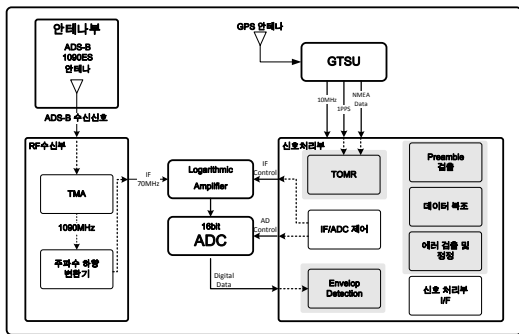 안테나부
ADS-B
1090ES
안테나
ADS-B 수신신호
GPS 안테나
GTSU
10MHz
1PPS
NMEA
Data
RF수신부
TMA
1090MHz
주파수 하향
변환기
IF
70MHz
Logarithmic
Amplifier
16bit
ADC
IF
Control
AD
Control
Digital
Data
신호처리부
TOMR
IF/ADC 제어
Envelop
Detection
Preamble
검출
데이터 복조
에러 검출 및
정정
신호 처리부
I/F